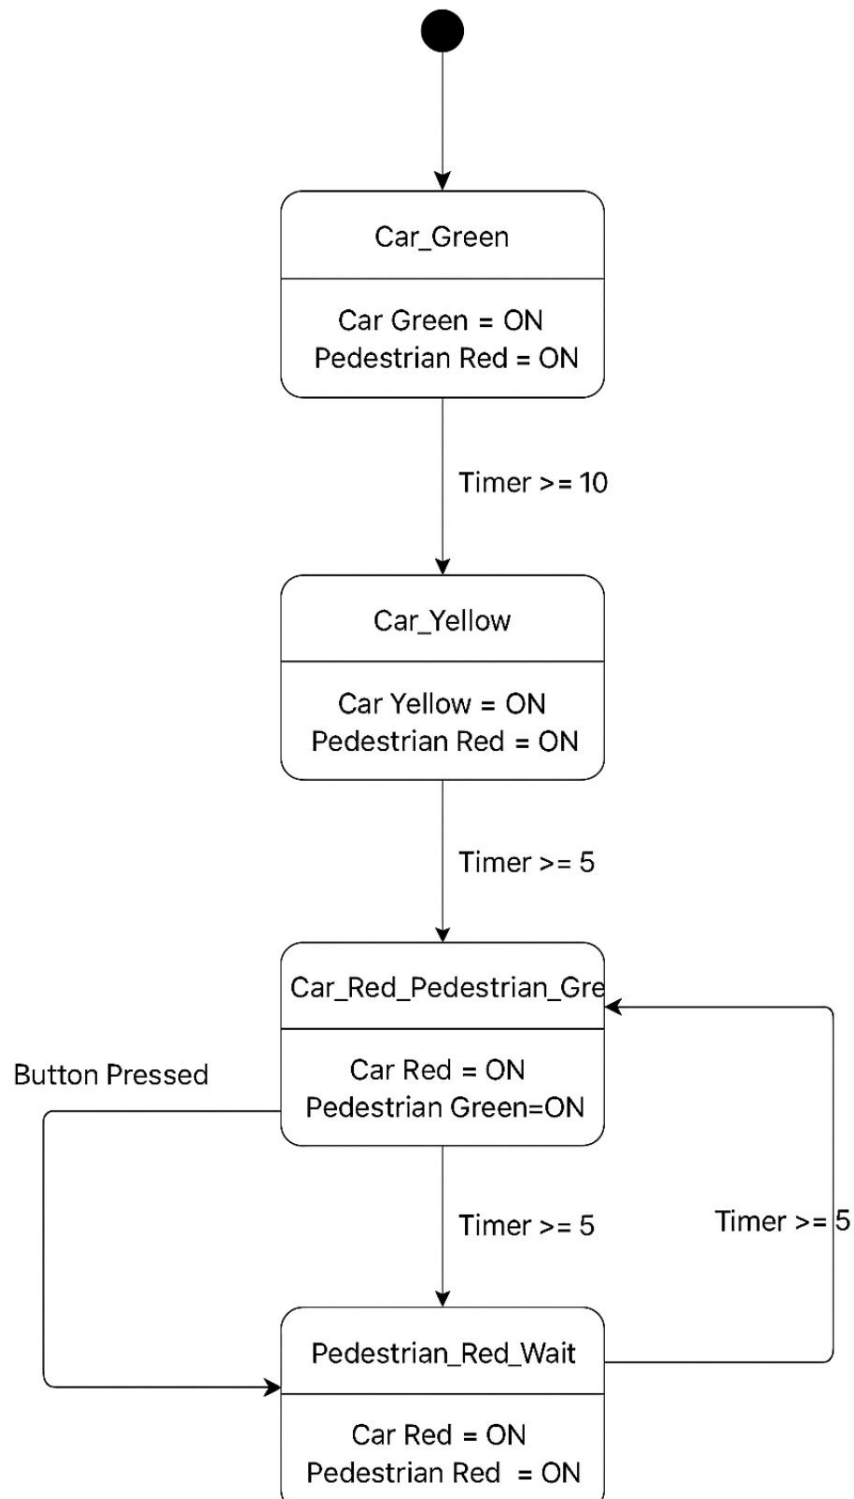 Car_Green
Car Green = ON
Pedestrian Red = ON
Timer >= 10
Car_Yellow
Car Yellow = ON
Pedestrian Red = ON
Timer >= 5
Car_Red_Pedestrian_Gre
Button Pressed
Car Red = ON
Pedestrian Green=ON
Timer >= 5
Timer >= 5
Pedestrian_Red_Wait
Car Red = ON
Pedestrian Red = ON